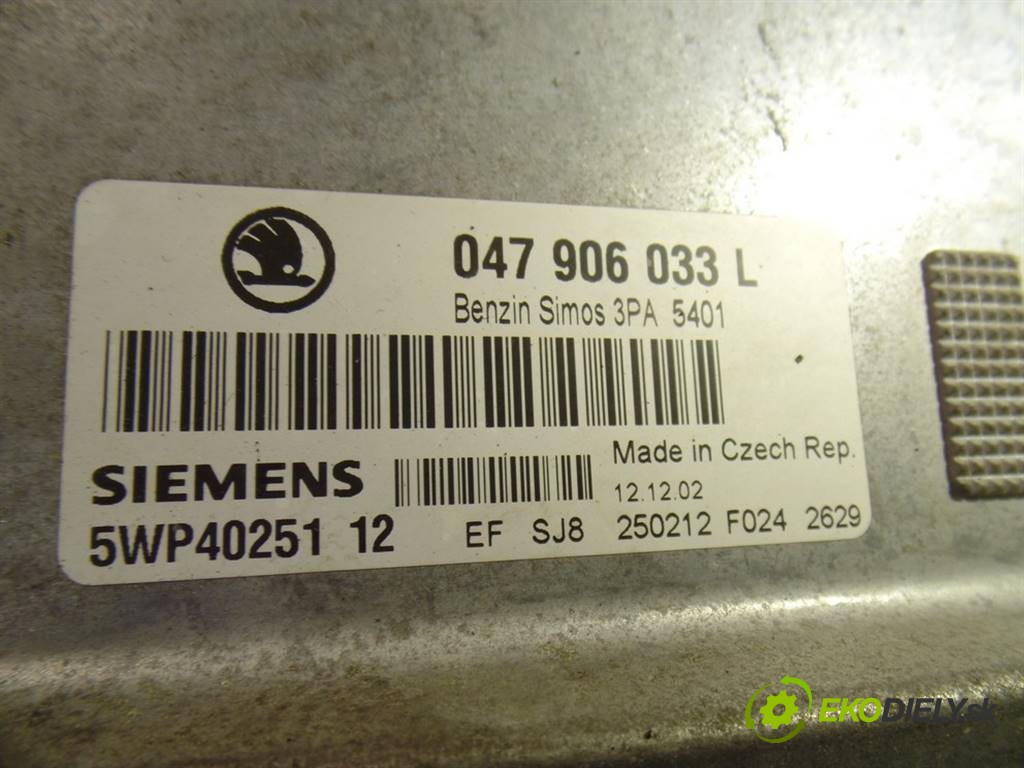 047 906 033 L
Benzin Simos 3PA 5401
SIEMENS
Made in Czech Rep.
12.12.02
5WP40251 12 EF SJ8 250212 F024 2629
EKODIELY.sk